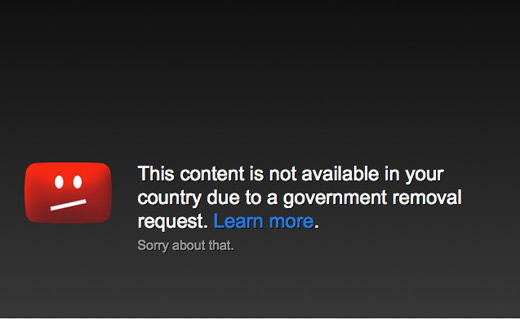 This content is not available in your
country due to a government removal
request. Learn more.
Sorry about that.